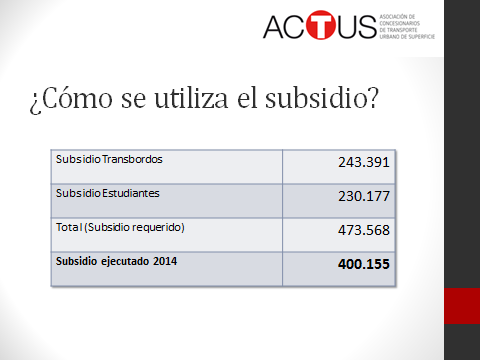 ACTUS
ASOCIACIÓN DE
CONCESIONARIOS
DE TRANSPORTE
URBANO DE SUPERFICIE
¿Cómo se utiliza el subsidio?
Subsidio Transbordos 243.391
Subsidio Estudiantes 230.177
Total (Subsidio requerido) 473.568
Subsidio ejecutado 2014 400.155